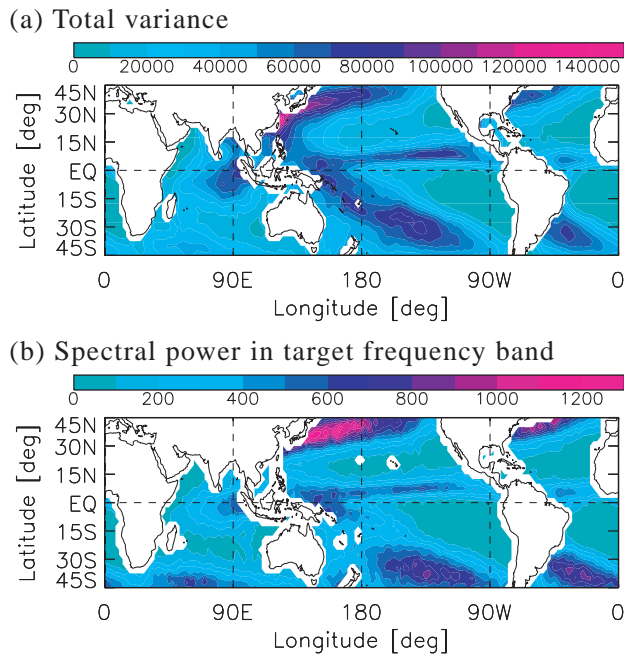 (a) Total variance
0 20000 40000 60000 80000 100000 120000 140000
45N
30N
15N
EQ
15S
30S
45S
Latitude [deg]
0 90E 180 90W 0
Longitude [deg]
(b) Spectral power in target frequency band
0 200 400 600 800 1000 1200
45N
30N
15N
EQ
15S
30S
45S
Latitude [deg]
0 90E 180 90W 0
Longitude [deg]